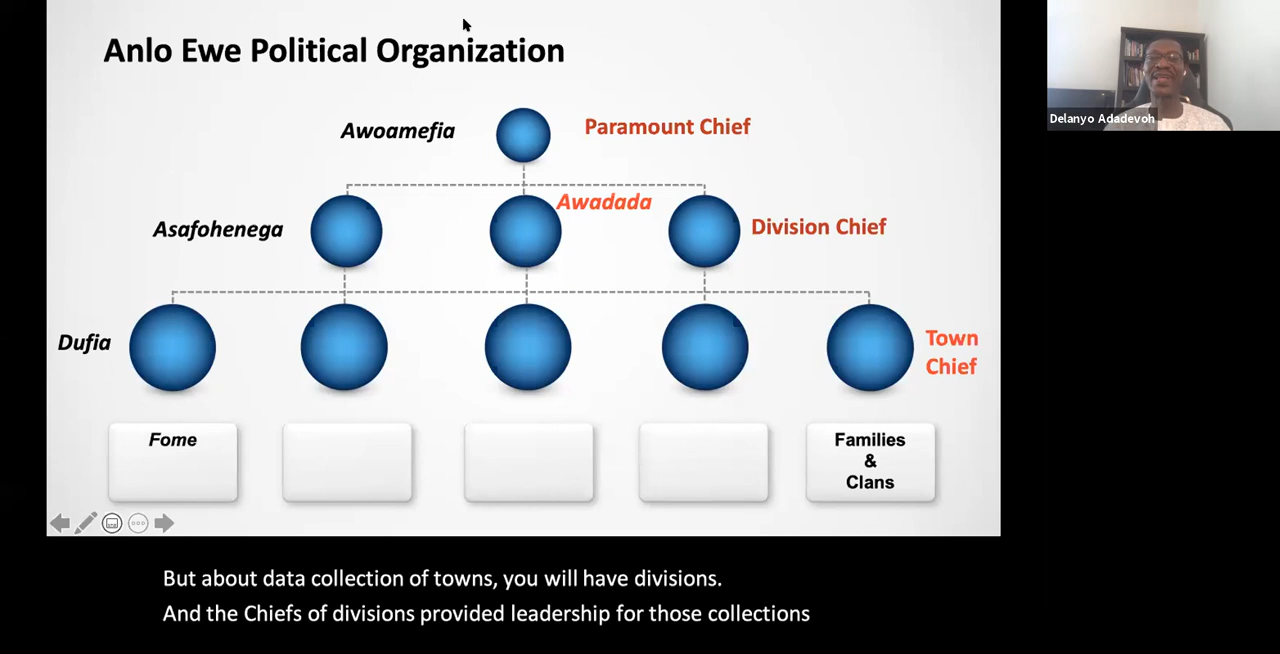 Anlo Ewe Political Organization
Awoamefia
Paramount Chief
Awadada
Asafohenega
Division Chief
Dufia
Town
Chief
Fome
Families
&
Clans
Delanyo Adadevoh
But about data collection of towns, you will have divisions.
And the Chiefs of divisions provided leadership for those collections